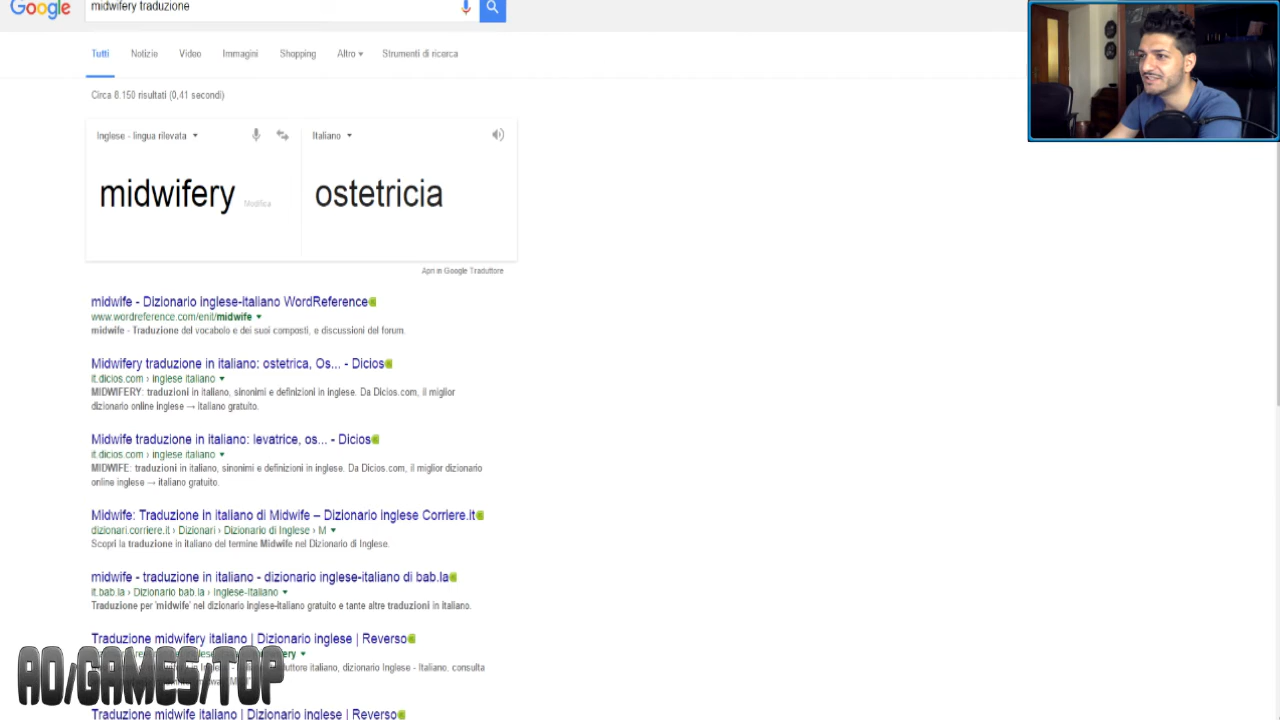 Google
midwifery traduzione
Tutti Notizie Video Immagini Shopping Altro Strumenti di ricerca
Circa 8.150 risultati (0,41 secondi)
Inglese - lingua rilevata Italiano
midwifery Modifica ostetricia
Apri in Google Traduttore
midwife - Dizionario inglese-italiano WordReference
www.wordreference.com/enit/midwife
midwife - Traduzione del vocabolo e dei suoi composti, e discussioni del forum.
Midwifery traduzione in italiano: ostetrica, Os... - Dicios
it.dicios.com › inglese italiano
MIDWIFERY: traduzioni in italiano, sinonimi e definizioni in inglese. Da Dicios.com, il miglior
dizionario online inglese → italiano gratuito.
Midwife traduzione in italiano: levatrice, os... - Dicios
it.dicios.com › inglese italiano
MIDWIFE: traduzioni in italiano, sinonimi e definizioni in inglese. Da Dicios.com, il miglior dizionario
online inglese → italiano gratuito.
Midwife: Traduzione in italiano di Midwife – Dizionario inglese Corriere.it
dizionari.corriere.it › Dizionari › Dizionario di Inglese › M
Scopri la traduzione in italiano del termine Midwife nel Dizionario di Inglese.
midwife - traduzione in italiano - dizionario inglese-italiano di bab.la
it.bab.la › Dizionario bab.la › Inglese-Italiano
Traduzione per 'midwife' nel dizionario inglese-italiano gratuito e tante altre traduzioni in italiano.
Traduzione midwifery italiano | Dizionario inglese | Reverso
italiano, dizionario Inglese - Italiano, consulta
AO/GAMES/TOP
Traduzione midwife italiano | Dizionario inglese | Reverso